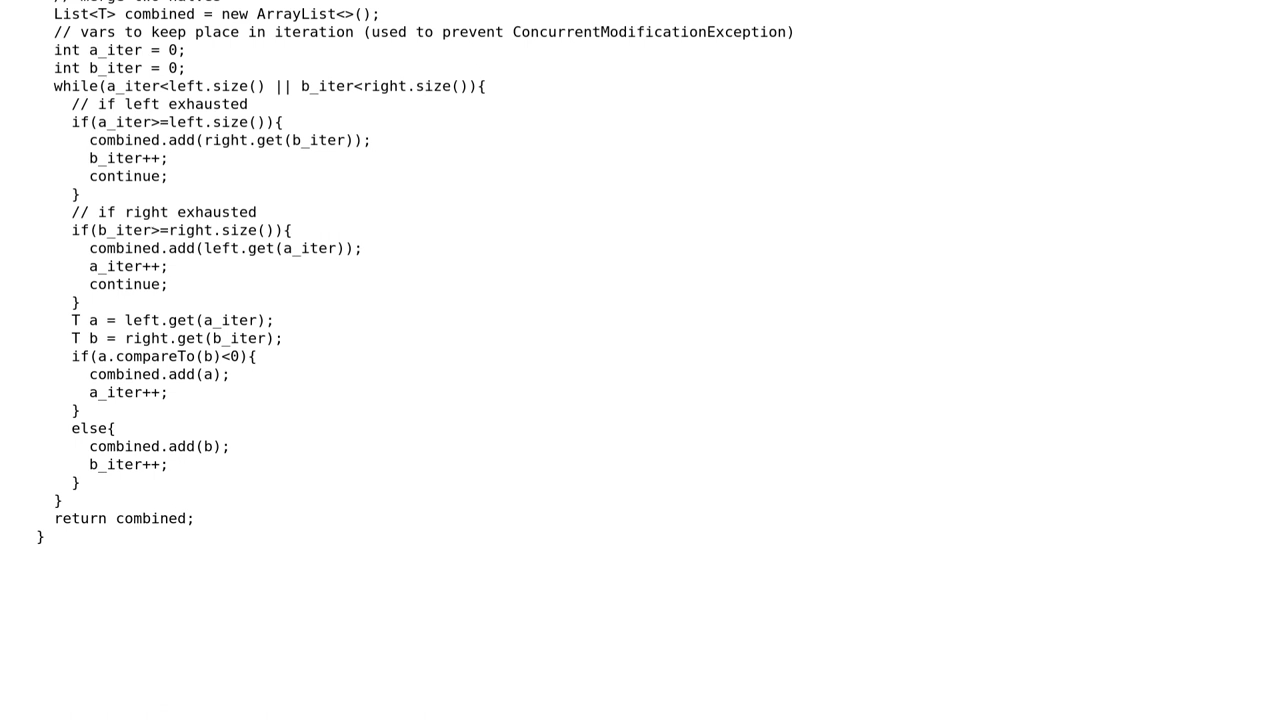 // merge two halves
List<T> combined = new ArrayList<>();
// vars to keep place in iteration (used to prevent ConcurrentModificationException)
int a_iter = 0;
int b_iter = 0;
while(a_iter<left.size() || b_iter<right.size()){
// if left exhausted
if(a_iter>=left.size()){
combined.add(right.get(b_iter));
b_iter++;
continue;
}
// if right exhausted
if(b_iter>=right.size()){
combined.add(left.get(a_iter));
a_iter++;
continue;
}
T a = left.get(a_iter);
T b = right.get(b_iter);
if(a.compareTo(b)<0){
combined.add(a);
a_iter++;
}
else{
combined.add(b);
b_iter++;
}
}
return combined;
}